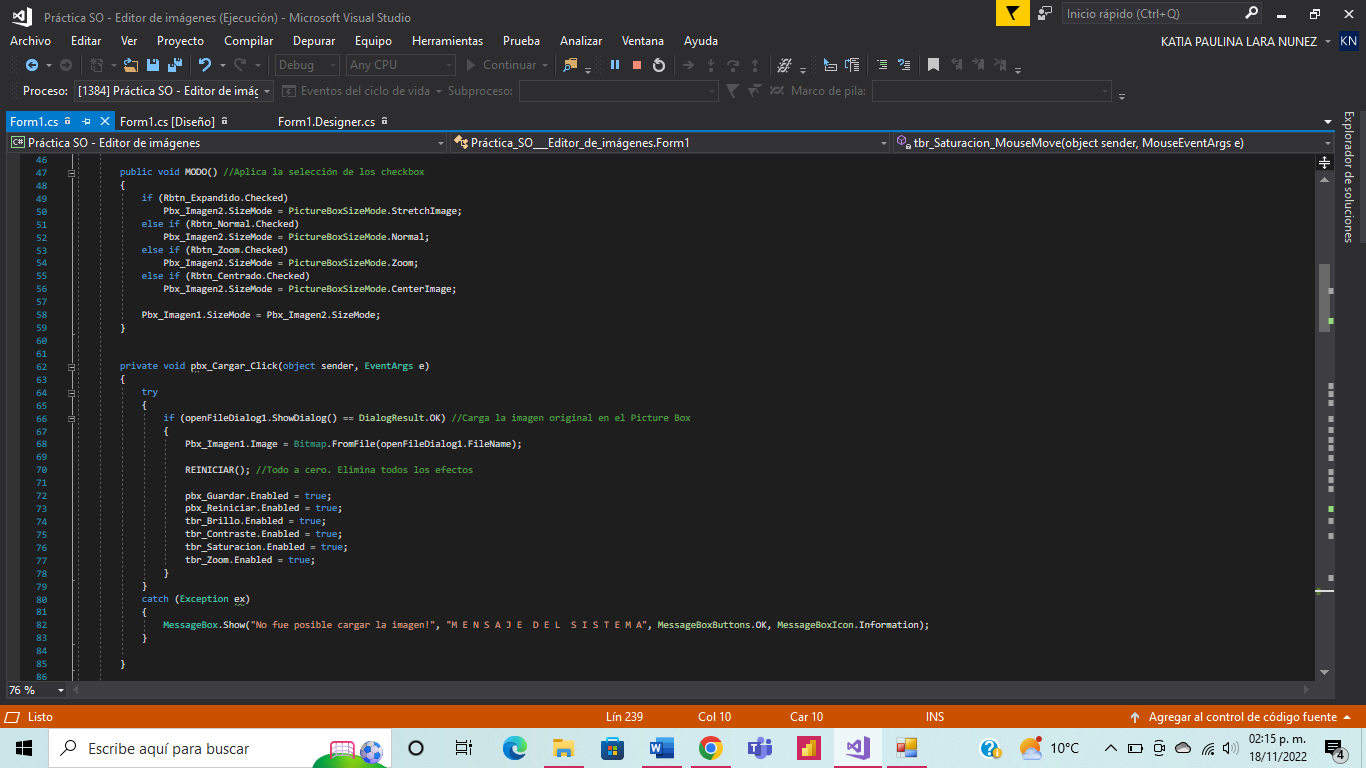 Práctica SO - Editor de imágenes (Ejecución) - Microsoft Visual Studio
Inicio rápido (Ctrl+Q)
Archivo Editar Ver Proyecto Compilar Depurar Equipo Herramientas Prueba Analizar Ventana Ayuda
KATIA PAULINA LARA NUNEZ KN
Debug Any CPU Continuar
Proceso: [1384] Práctica SO - Editor de imág Eventos del ciclo de vida Subproceso: Marco de pila:
Form1.cs Form1.cs [Diseño] Form1.Designer.cs
Práctica SO - Editor de imágenes Práctica_SO___Editor_de_imágenes.Form1 tbr_Saturacion_MouseMove(object sender, MouseEventArgs e)
Explorador de soluciones
46
47 public void MODO() //Aplica la selección de los checkbox
48 {
49 if (Rbtn_Expandido.Checked)
50 Pbx_Imagen2.SizeMode = PictureBoxSizeMode.StretchImage;
51 else if (Rbtn_Normal.Checked)
52 Pbx_Imagen2.SizeMode = PictureBoxSizeMode.Normal;
53 else if (Rbtn_Zoom.Checked)
54 Pbx_Imagen2.SizeMode = PictureBoxSizeMode.Zoom;
55 else if (Rbtn_Centrado.Checked)
56 Pbx_Imagen2.SizeMode = PictureBoxSizeMode.CenterImage;
57
58 Pbx_Imagen1.SizeMode = Pbx_Imagen2.SizeMode;
59 }
60
61
62 private void pbx_Cargar_Click(object sender, EventArgs e)
63 {
64 try
65 {
66 if (openFileDialog1.ShowDialog() == DialogResult.OK) //Carga la imagen original en el Picture Box
67 {
68 Pbx_Imagen1.Image = Bitmap.FromFile(openFileDialog1.FileName);
69
70 REINICIAR(); //Todo a cero. Elimina todos los efectos
71
72 pbx_Guardar.Enabled = true;
73 pbx_Reiniciar.Enabled = true;
74 tbr_Brillo.Enabled = true;
75 tbr_Contraste.Enabled = true;
76 tbr_Saturacion.Enabled = true;
77 tbr_Zoom.Enabled = true;
78 }
79 }
80 catch (Exception ex)
81 {
82 MessageBox.Show("No fue posible cargar la imagen!", "M E N S A J E  D E L  S I S T E M A", MessageBoxButtons.OK, MessageBoxIcon.Information);
83 }
84
85 }
86
76 %
Listo Lín 239 Col 10 Car 10 INS Agregar al control de código fuente
Escribe aquí para buscar
10°C
02:15 p. m.
18/11/2022
4